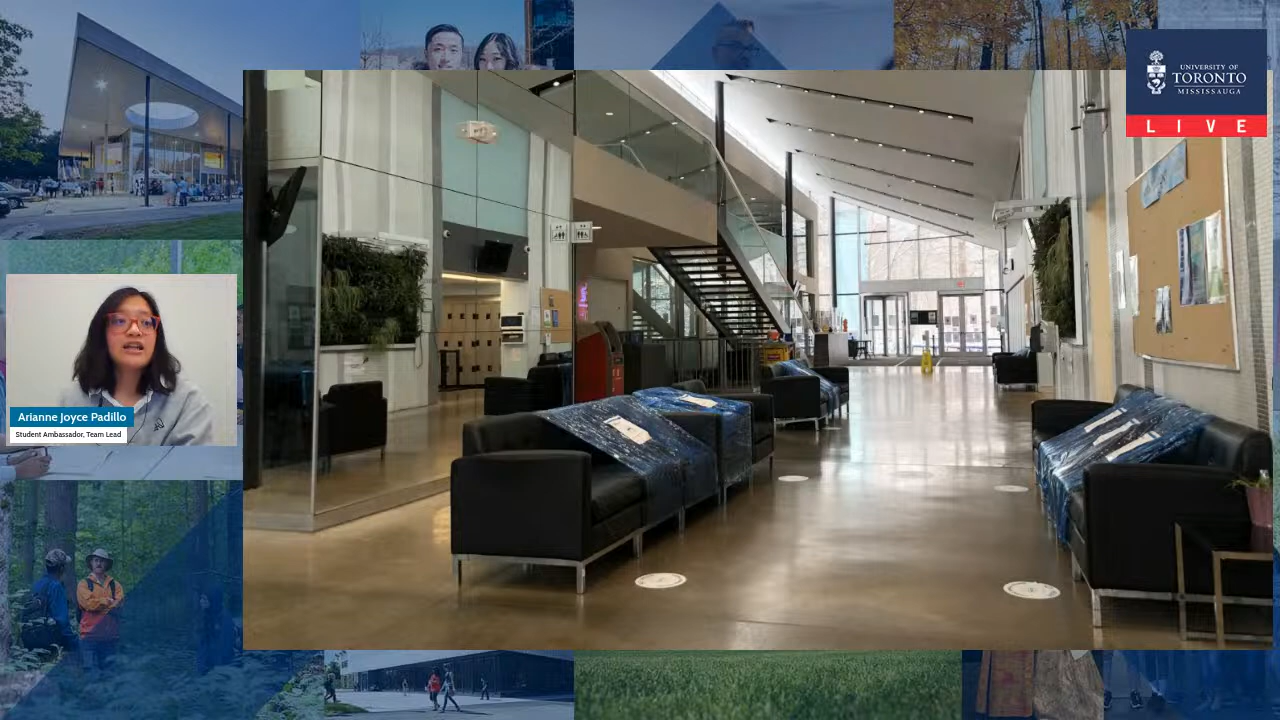 UNIVERSITY OF
TORONTO
MISSISSAUGA
LIVE
Arianne Joyce Padillo
Student Ambassador, Team Lead